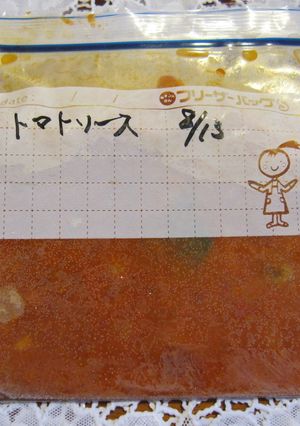 フリーザーバッグ
date / /
トマトソース 8/13